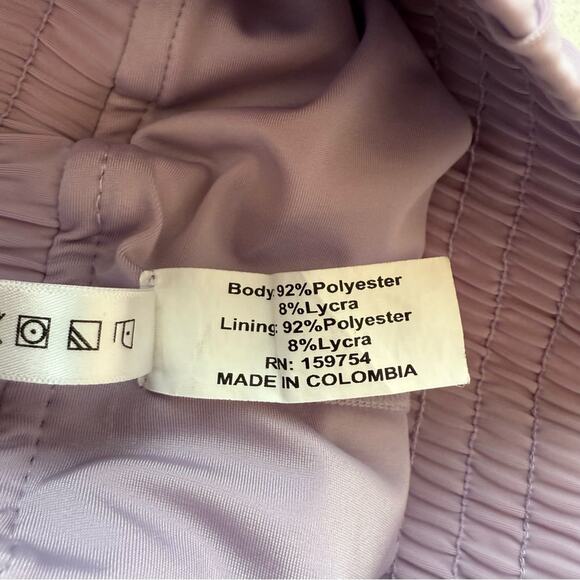 Body: 92%Polyester
8%Lycra
Lining: 92%Polyester
8%Lycra
RN: 159754
MADE IN COLOMBIA